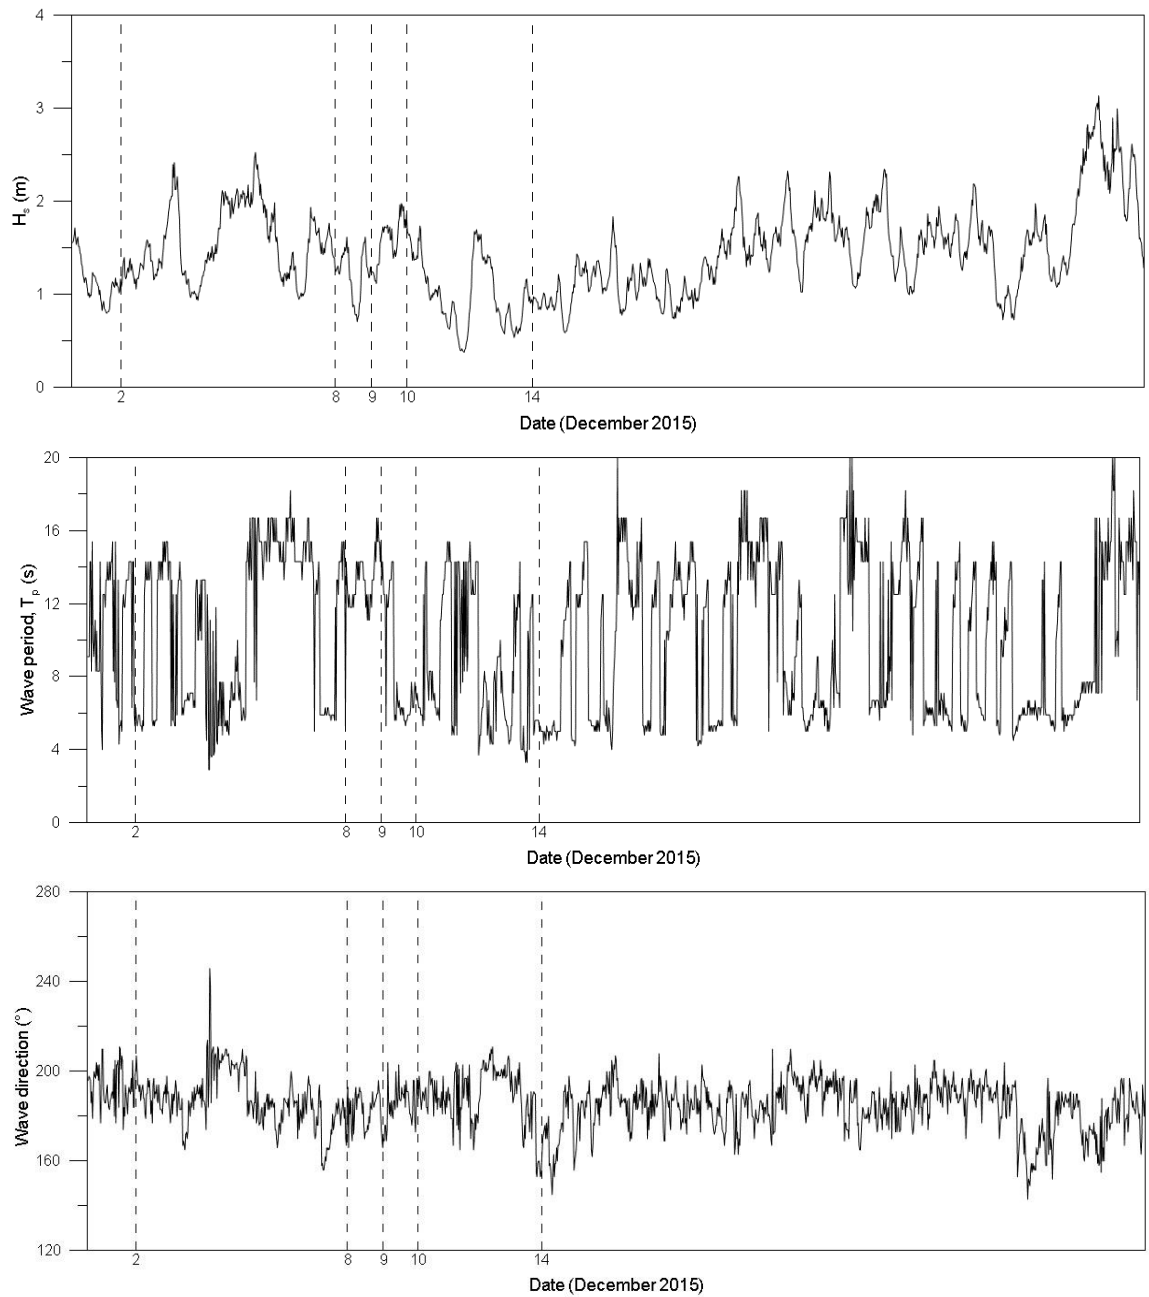 4
3
2
1
0
Hs (m)
2 8 9 10 14
Date (December 2015)
20
16
12
8
4
0
Wave period, Tp (s)
2 8 9 10 14
Date (December 2015)
280
240
200
160
120
Wave direction (°)
2 8 9 10 14
Date (December 2015)